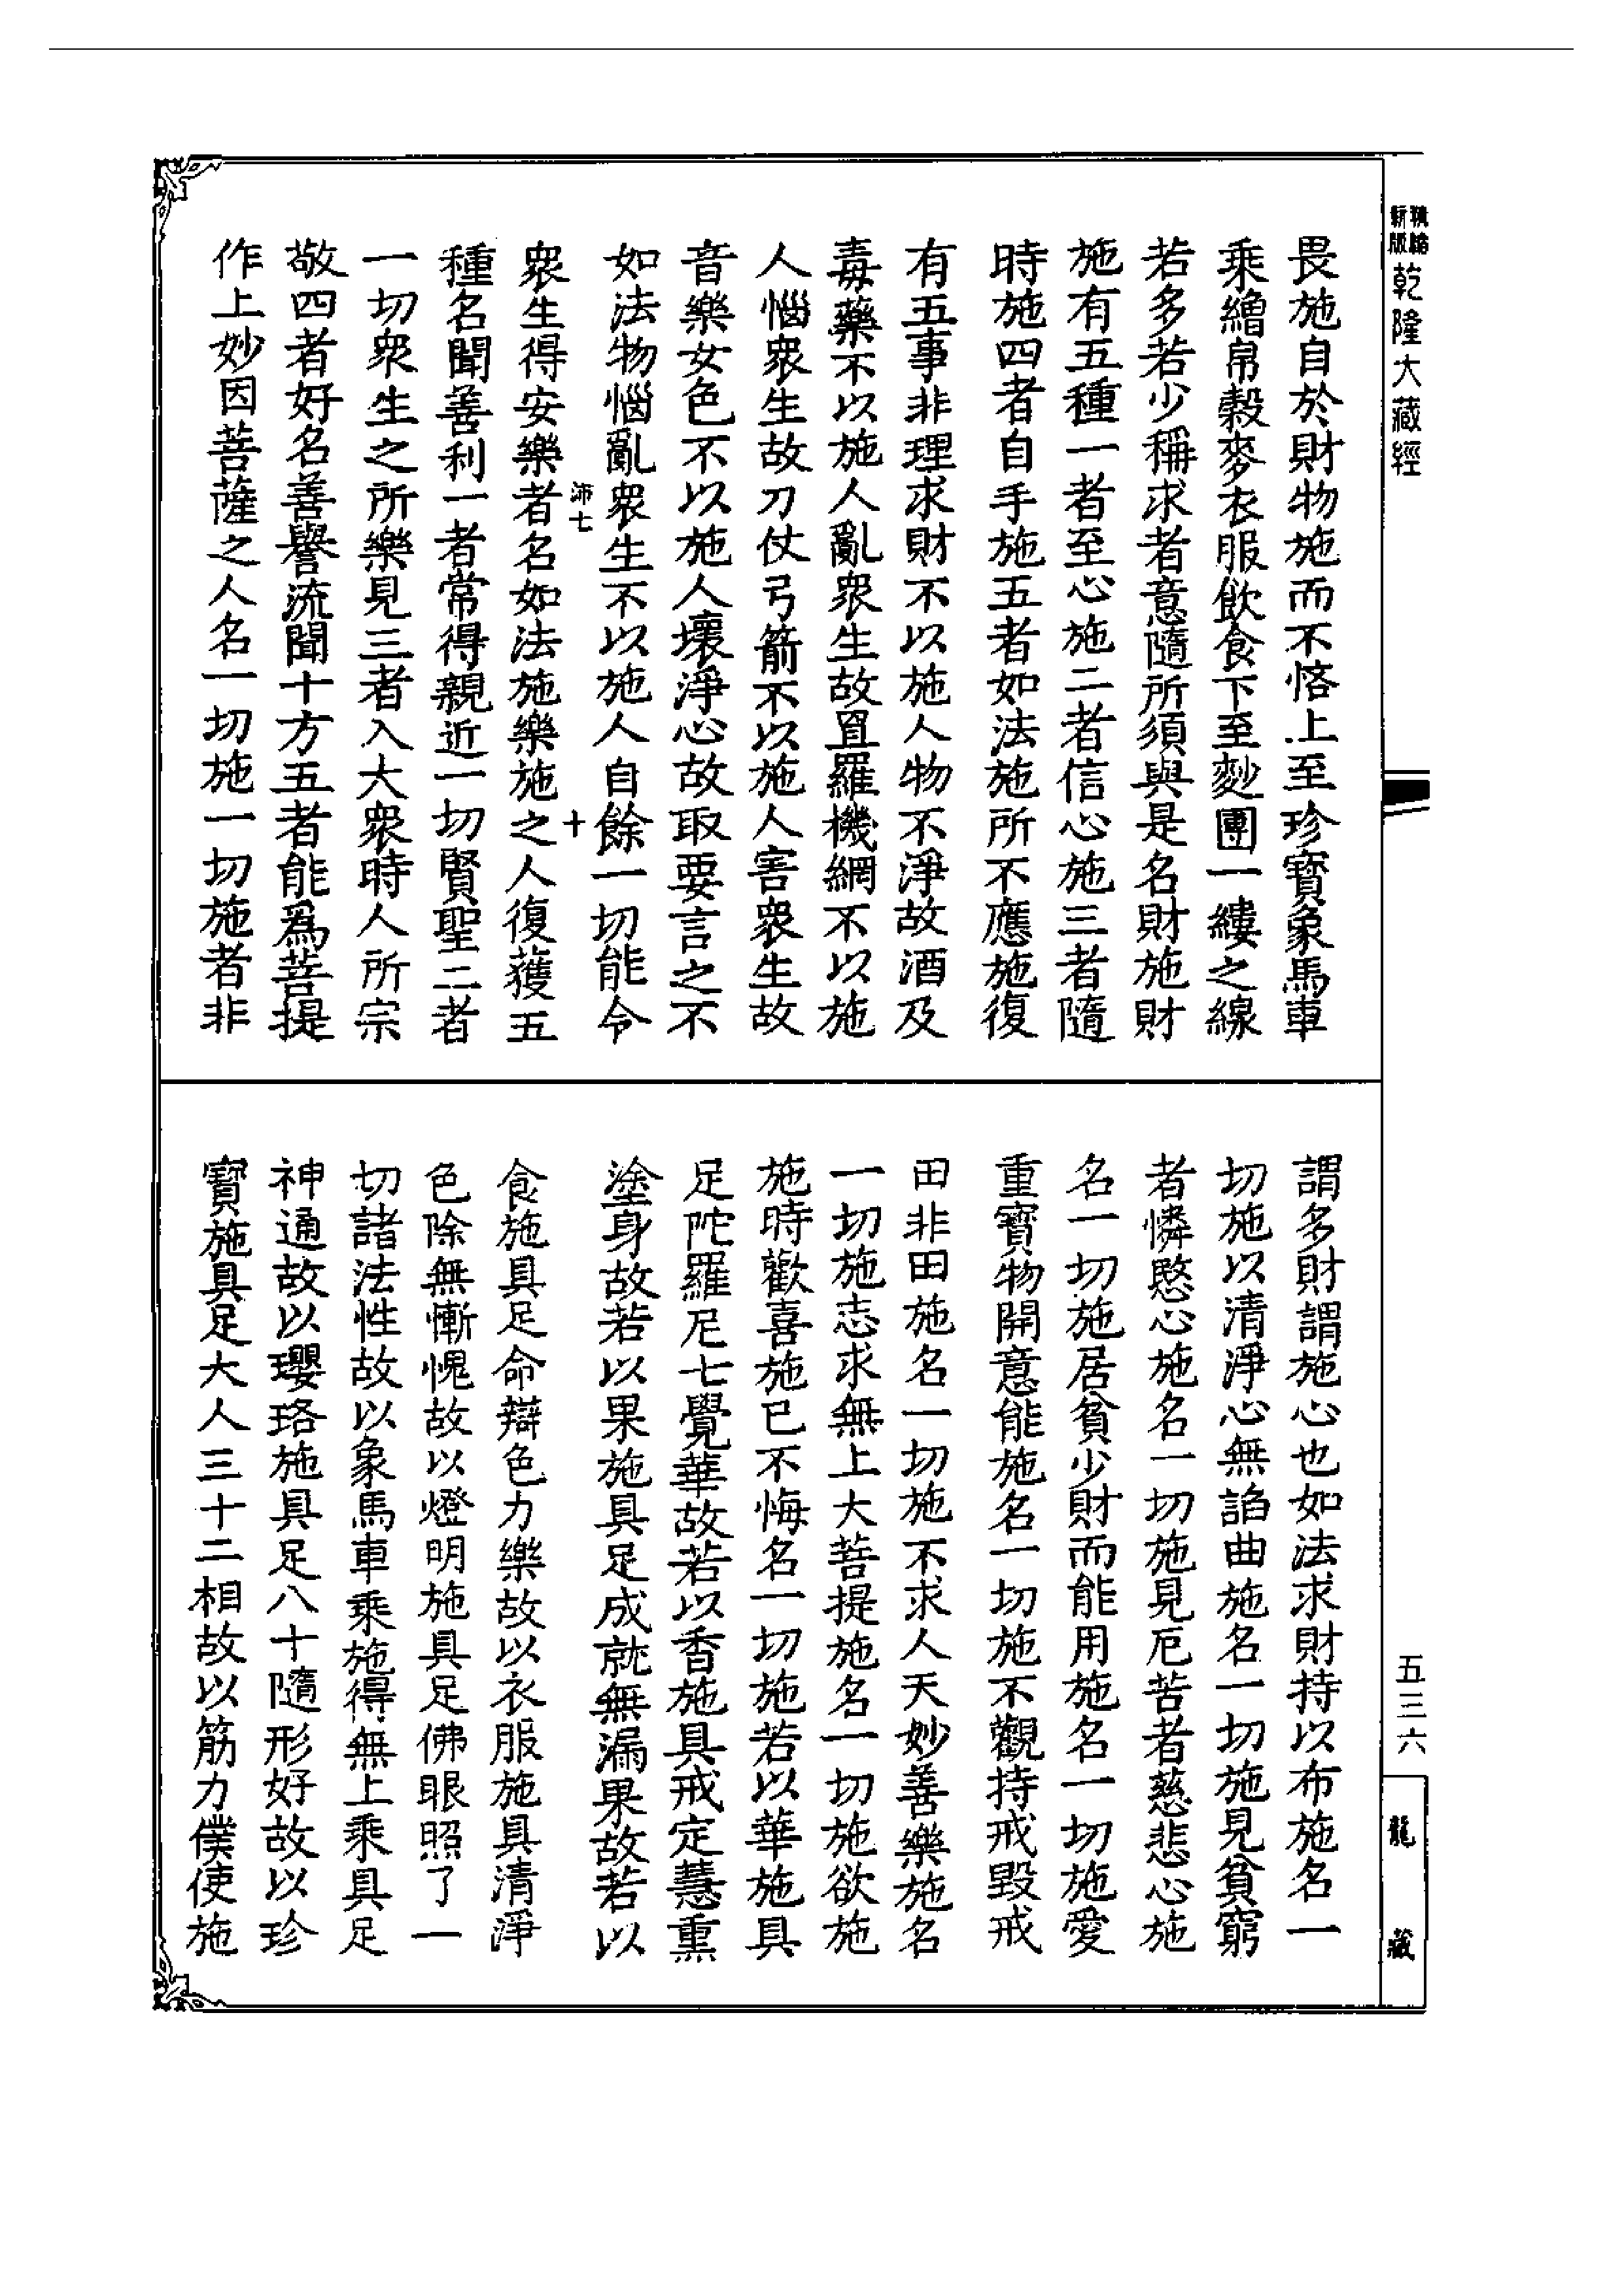 新版 乾隆大藏經
畏施自於財物施而不悋上至珍寶象馬車
乘繒帛穀麥衣服飲食下至麨團一縷之線
若多若少稱求者意隨所須與是名財施財
施有五種一者至心施二者信心施三者隨
時施四者自手施五者如法施所不應施復
有五事非理求財不以施人物不淨故酒及
毒藥不以施人亂衆生故罝羅機網不以施
人惱衆生故刀仗弓箭不以施人害衆生故
音樂女色不以施人壞淨心故取要言之不
如法物惱亂衆生不以施人自餘一切能令
沛七 十
衆生得安樂者名如法施樂施之人復獲五
種名聞善利一者常得親近一切賢聖二者
一切衆生之所樂見三者入大衆時人所宗
敬四者好名善譽流聞十方五者能爲菩提
作上妙因菩薩之人名一切施一切施者非
謂多財謂施心也如法求財持以布施名一
切施以清淨心無諂曲施名一切施見貧窮
者憐愍心施名一切施見厄苦者慈悲心施
名一切施居貧少財而能用施名一切施愛
重寶物開意能施名一切施不觀持戒毀戒
田非田施名一切施不求人天妙善樂施名
一切施志求無上大菩提施名一切施欲施
施時歡喜施已不悔名一切施若以華施具
足陀羅尼七覺華故若以香施具戒定慧熏
塗身故若以果施具足成就無漏果故若以
食施具足命辯色力樂故以衣服施具清淨
色除無慚愧故以燈明施具足佛眼照了一
切諸法性故以象馬車乘施得無上乘具足
神通故以瓔珞施具足八十隨形好故以珍
寶施具足大人三十二相故以筋力僕使施
五三六
龍藏